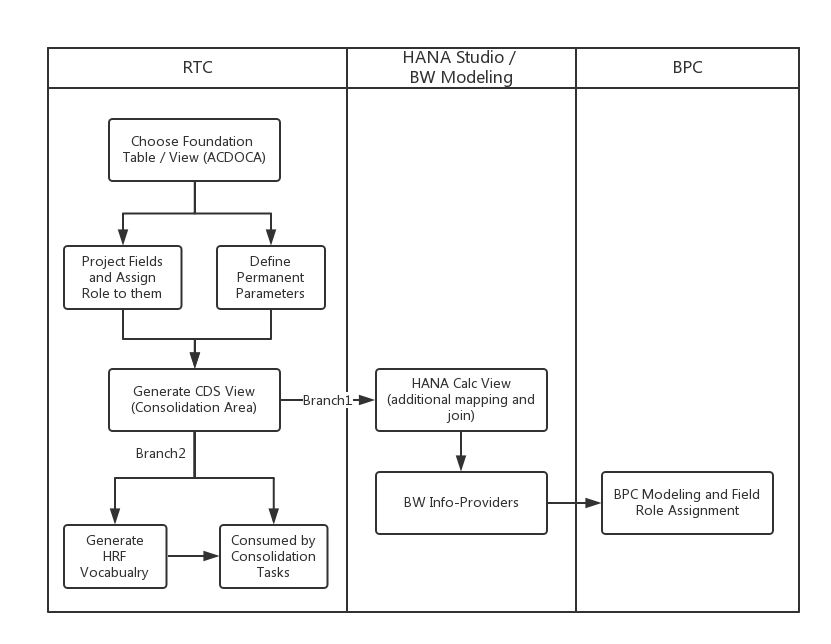 RTC
HANA Studio /
BW Modeling
BPC
Choose Foundation
Table / View (ACDOCA)
Project Fields
and Assign
Role to them
Define
Permanent
Parameters
Generate CDS View
(Consolidation Area)
Branch1
HANA Calc View
(additional mapping and
join)
Branch2
BW Info-Providers
BPC Modeling and Field
Role Assignment
Generate
HRF
Vocabualry
Consumed by
Consolidation
Tasks